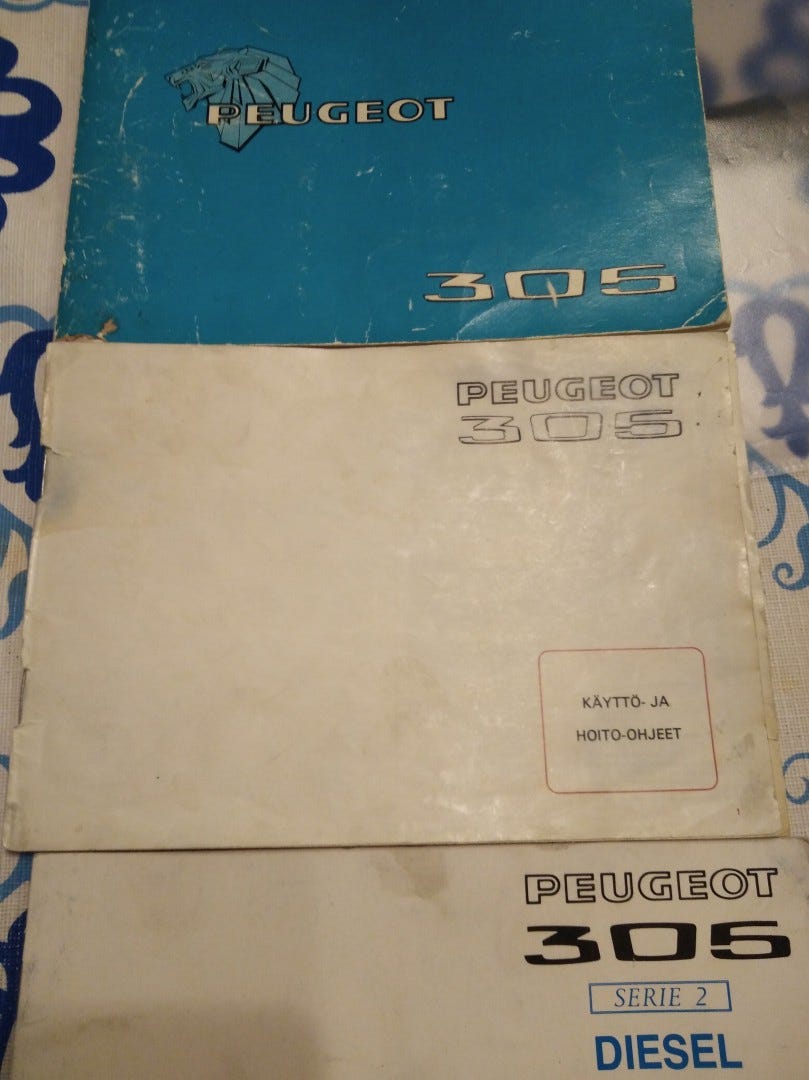 PEUGEOT
305
PEUGEOT
305
KÄYTTÖ- JA
HOITO-OHJEET
PEUGEOT
305
SERIE 2
DIESEL